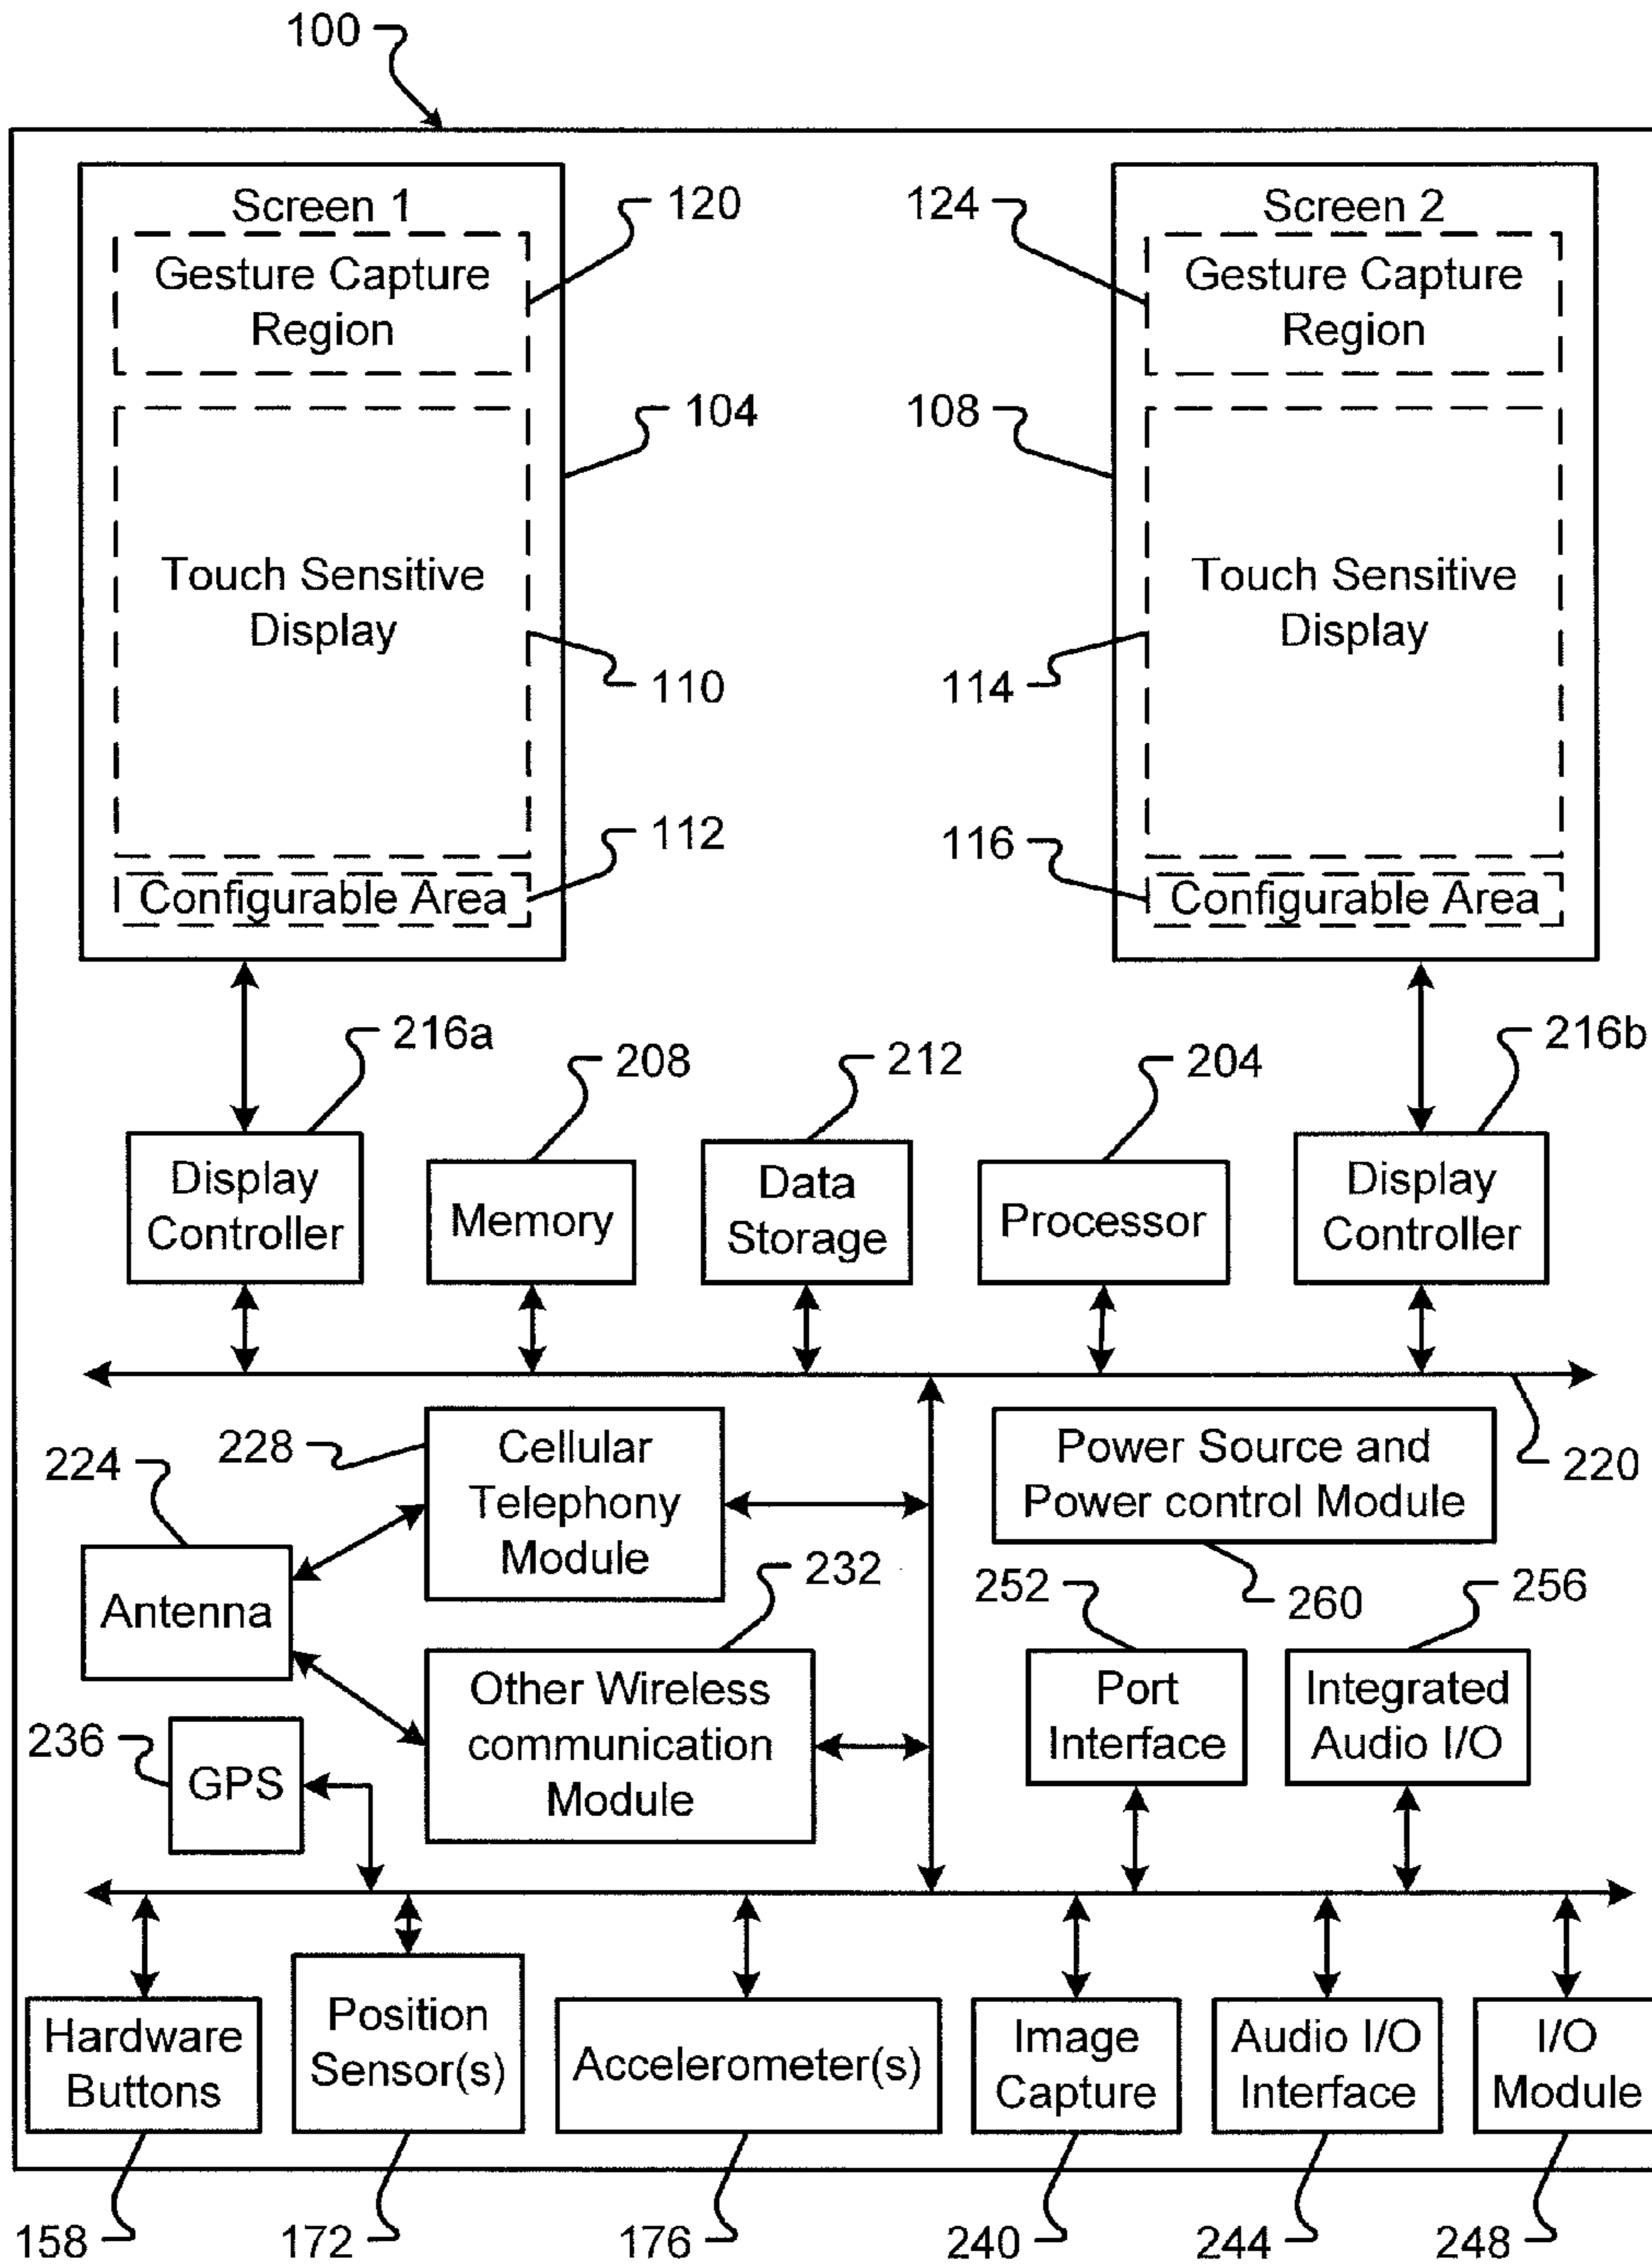 100
Screen 1
Gesture Capture
Region
120
Touch Sensitive
Display
104
110
112
Configurable Area
Screen 2
124
Gesture Capture
Region
108
Touch Sensitive
Display
114
116
Configurable Area
216a
208
212
204
216b
Display
Controller
Memory
Data
Storage
Processor
Display
Controller
220
224
228
Cellular
Telephony
Module
Power Source and
Power control Module
260
Antenna
232
Other Wireless
communication
Module
252
Port
Interface
256
Integrated
Audio I/O
236
GPS
Hardware
Buttons
Position
Sensor(s)
Accelerometer(s)
Image
Capture
Audio I/O
Interface
I/O
Module
158
172
176
240
244
248